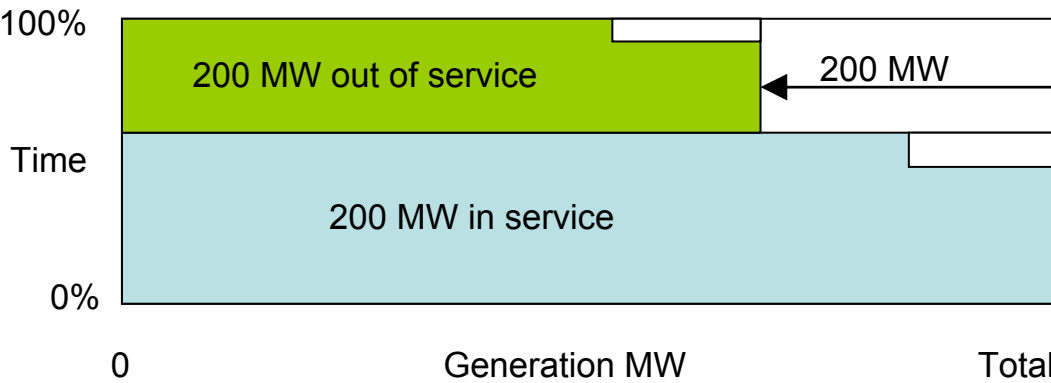 100%
200 MW out of service
200 MW
Time
200 MW in service
0%
0
Generation MW
Total